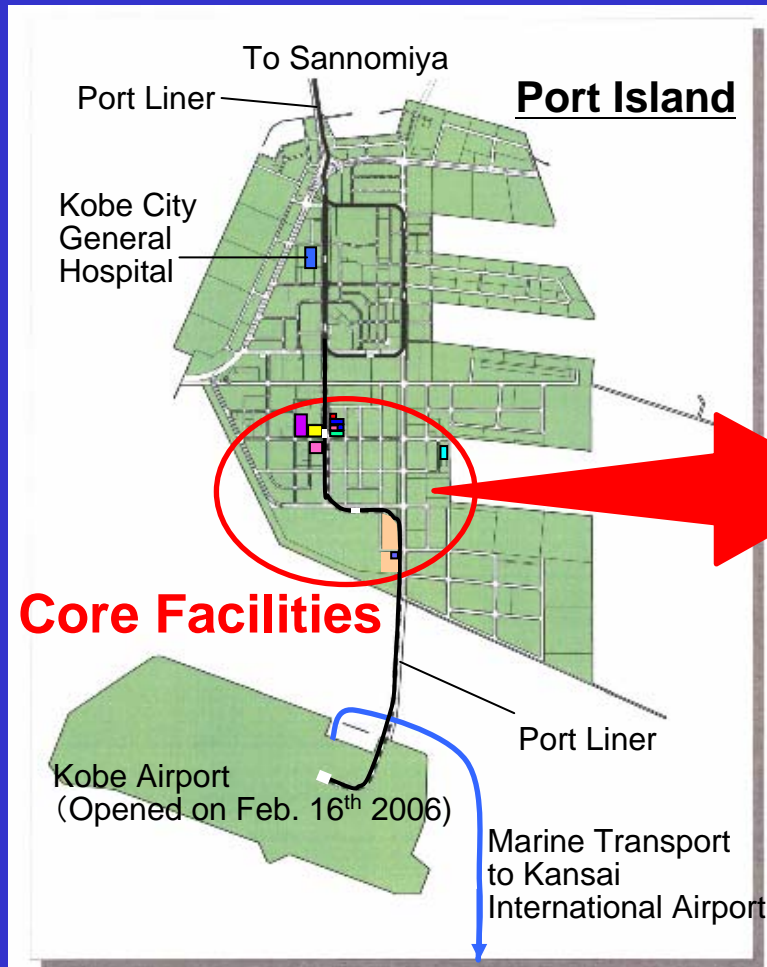 To Sannomiya
Port Liner
Port Island
Kobe City
General
Hospital
Core Facilities
Port Liner
Kobe Airport
（Opened on Feb. 16th 2006)
Marine Transport
to Kansai
International Airport